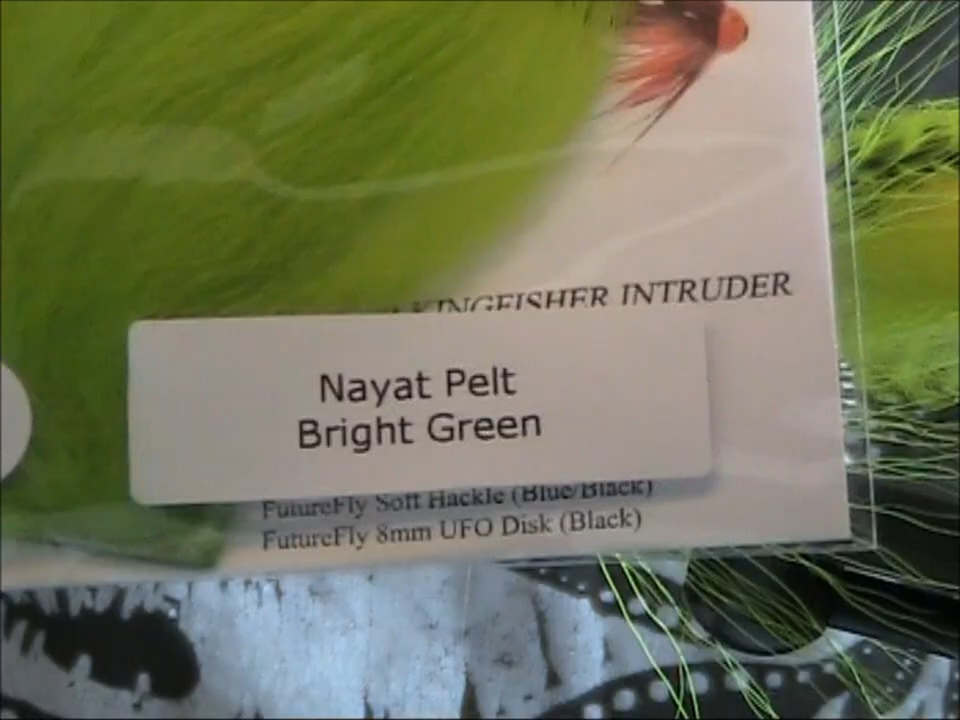 KINGFISHER INTRUDER
Nayat Pelt
Bright Green
FutureFly Soft Hackle (Blue/Black)
FutureFly 8mm UFO Disk (Black)